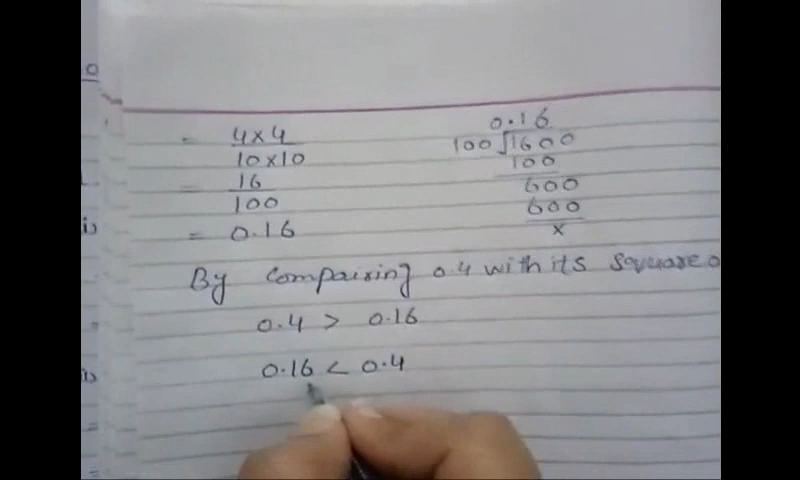 = 4×4
10×10
= 16
100
= 0.16
0.16
100 √1600
100
600
600
x
By Compairing 0.4 with its square
0.4 > 0.16
0.16 < 0.4